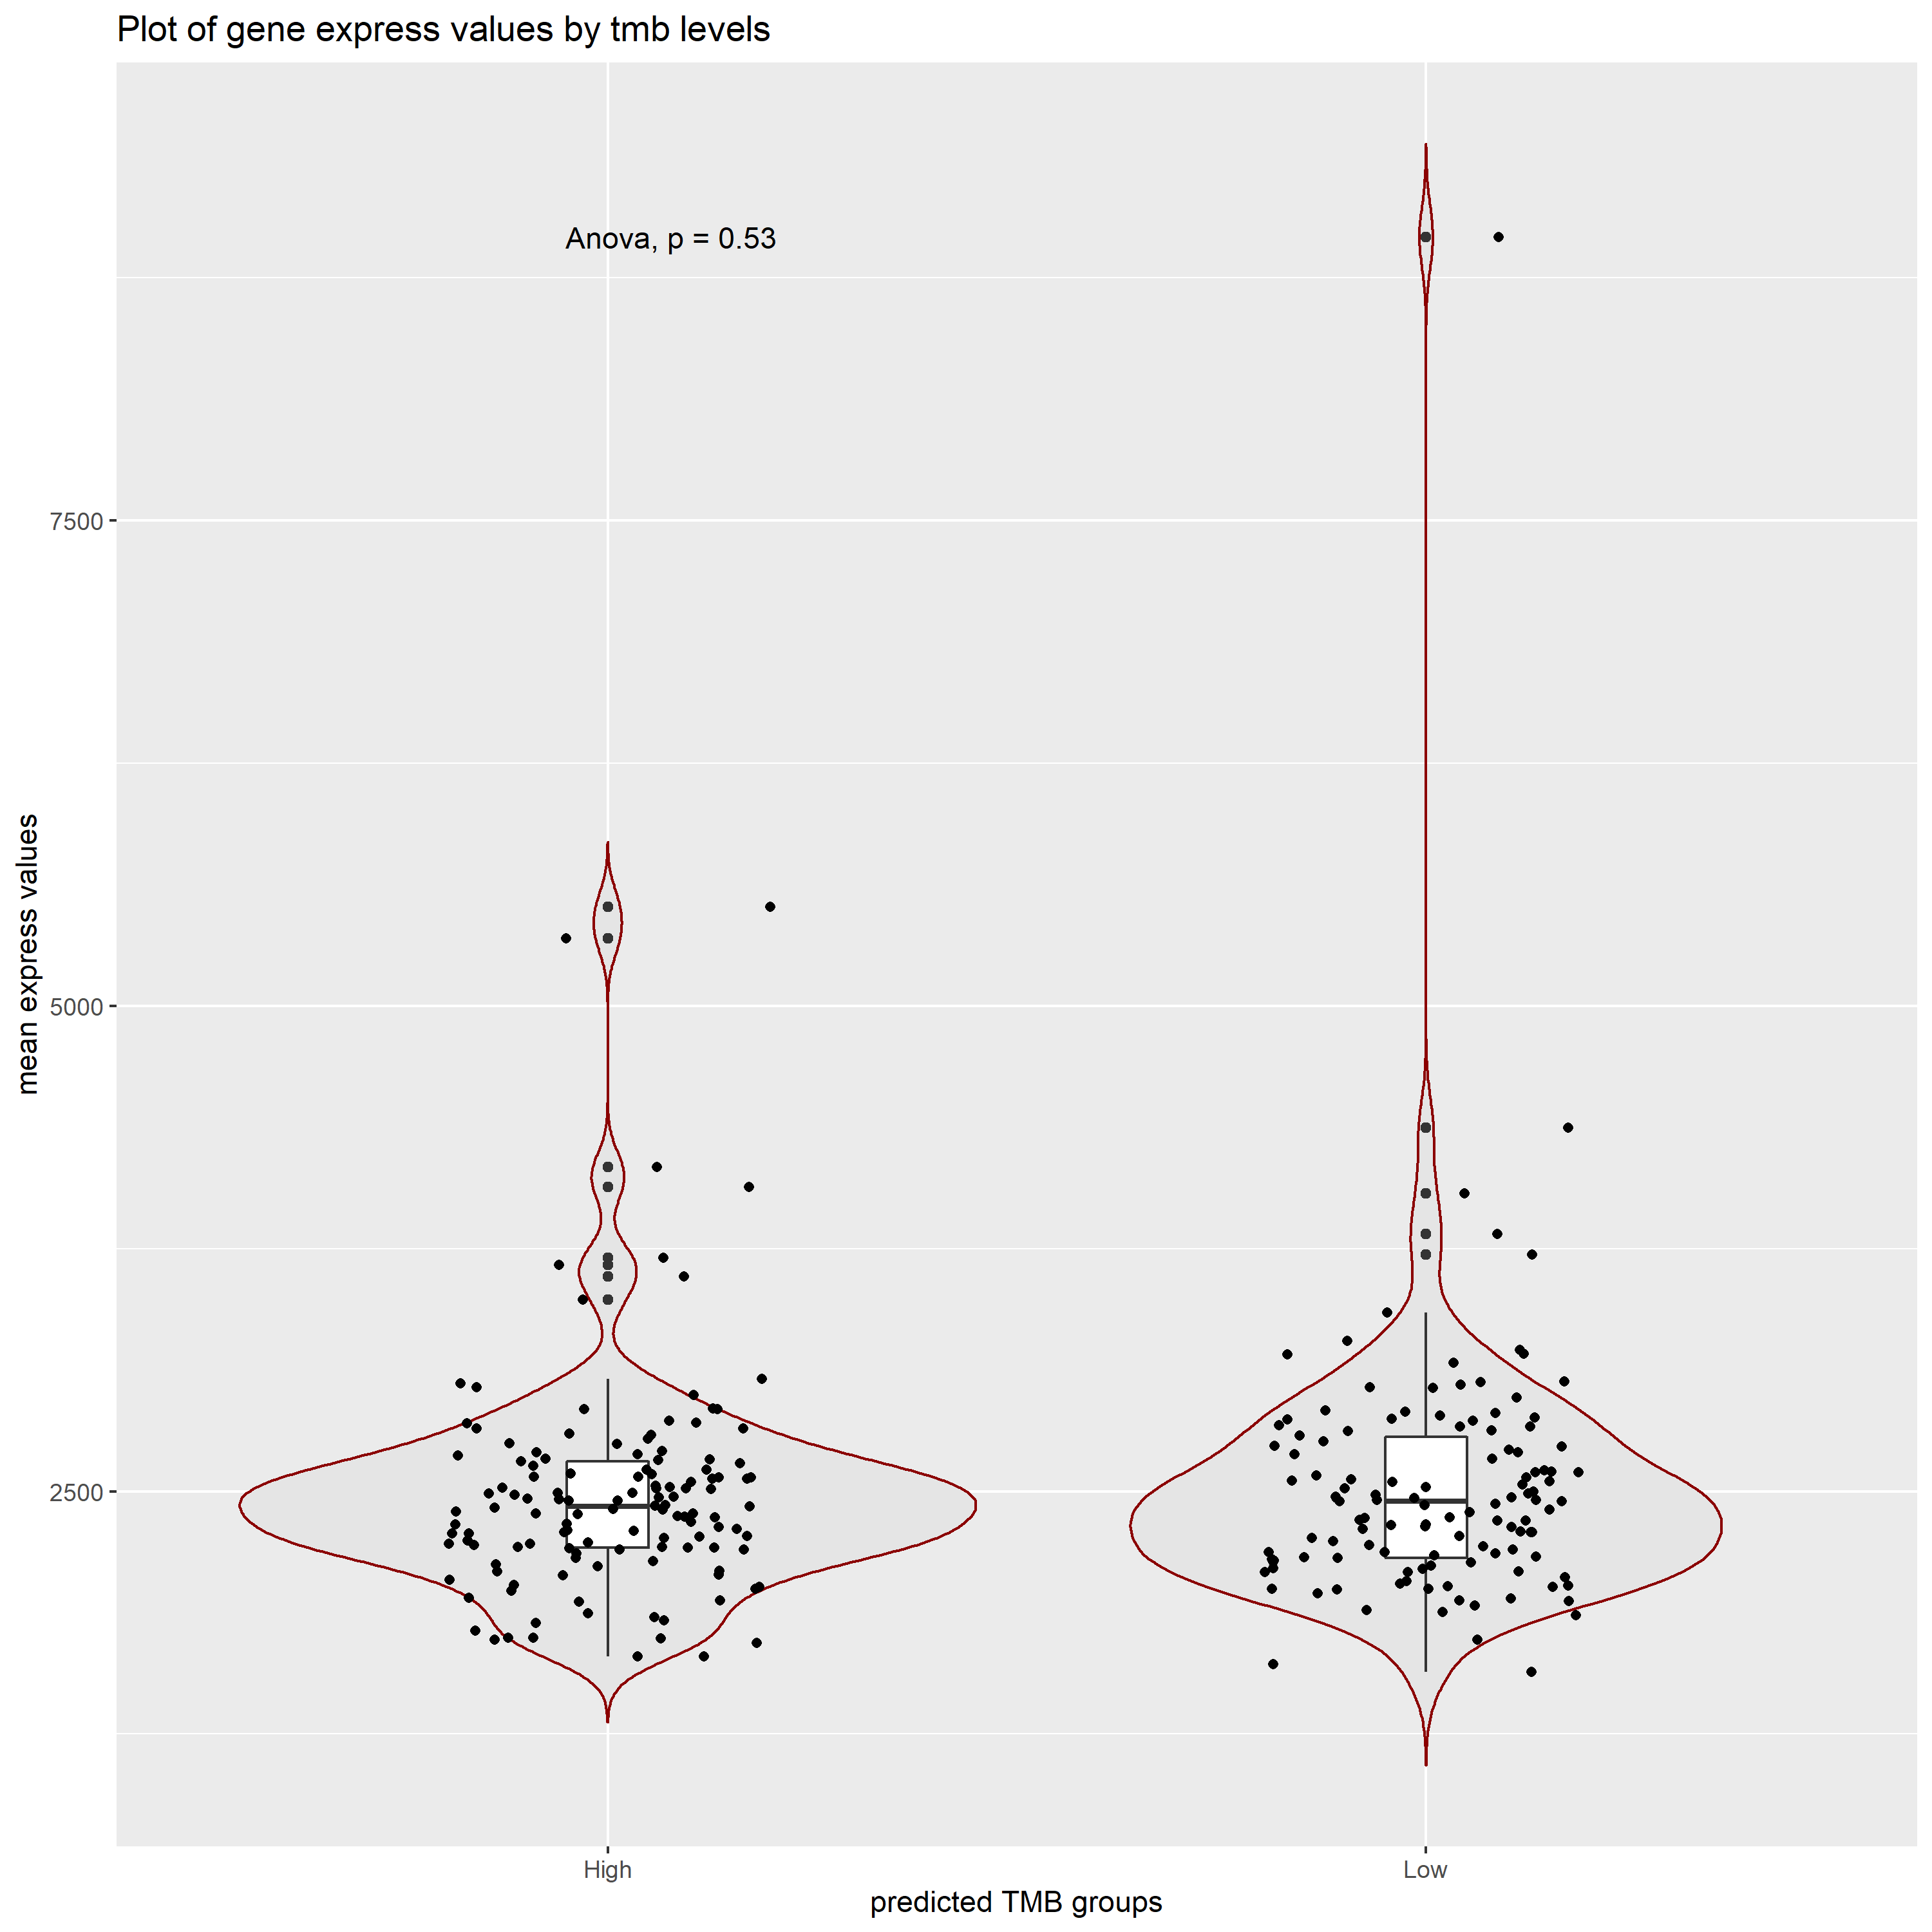 Plot of gene express values by tmb levels
Anova, p = 0.53
7500
5000
2500
mean express values
High
Low
predicted TMB groups